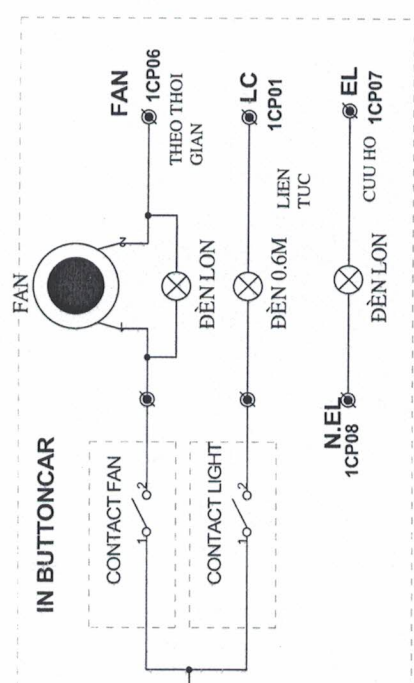 FAN
1CP06
THEO THOI
GIAN
LC
1CP01
LIEN
TUC
EL
1CP07
CUU HO
FAN
2
1
ĐÈN LON
ĐÈN 0.6M
ĐÈN LON
N.EL
1CP08
IN BUTTONCAR
CONTACT FAN
1
2
CONTACT LIGHT
1
2